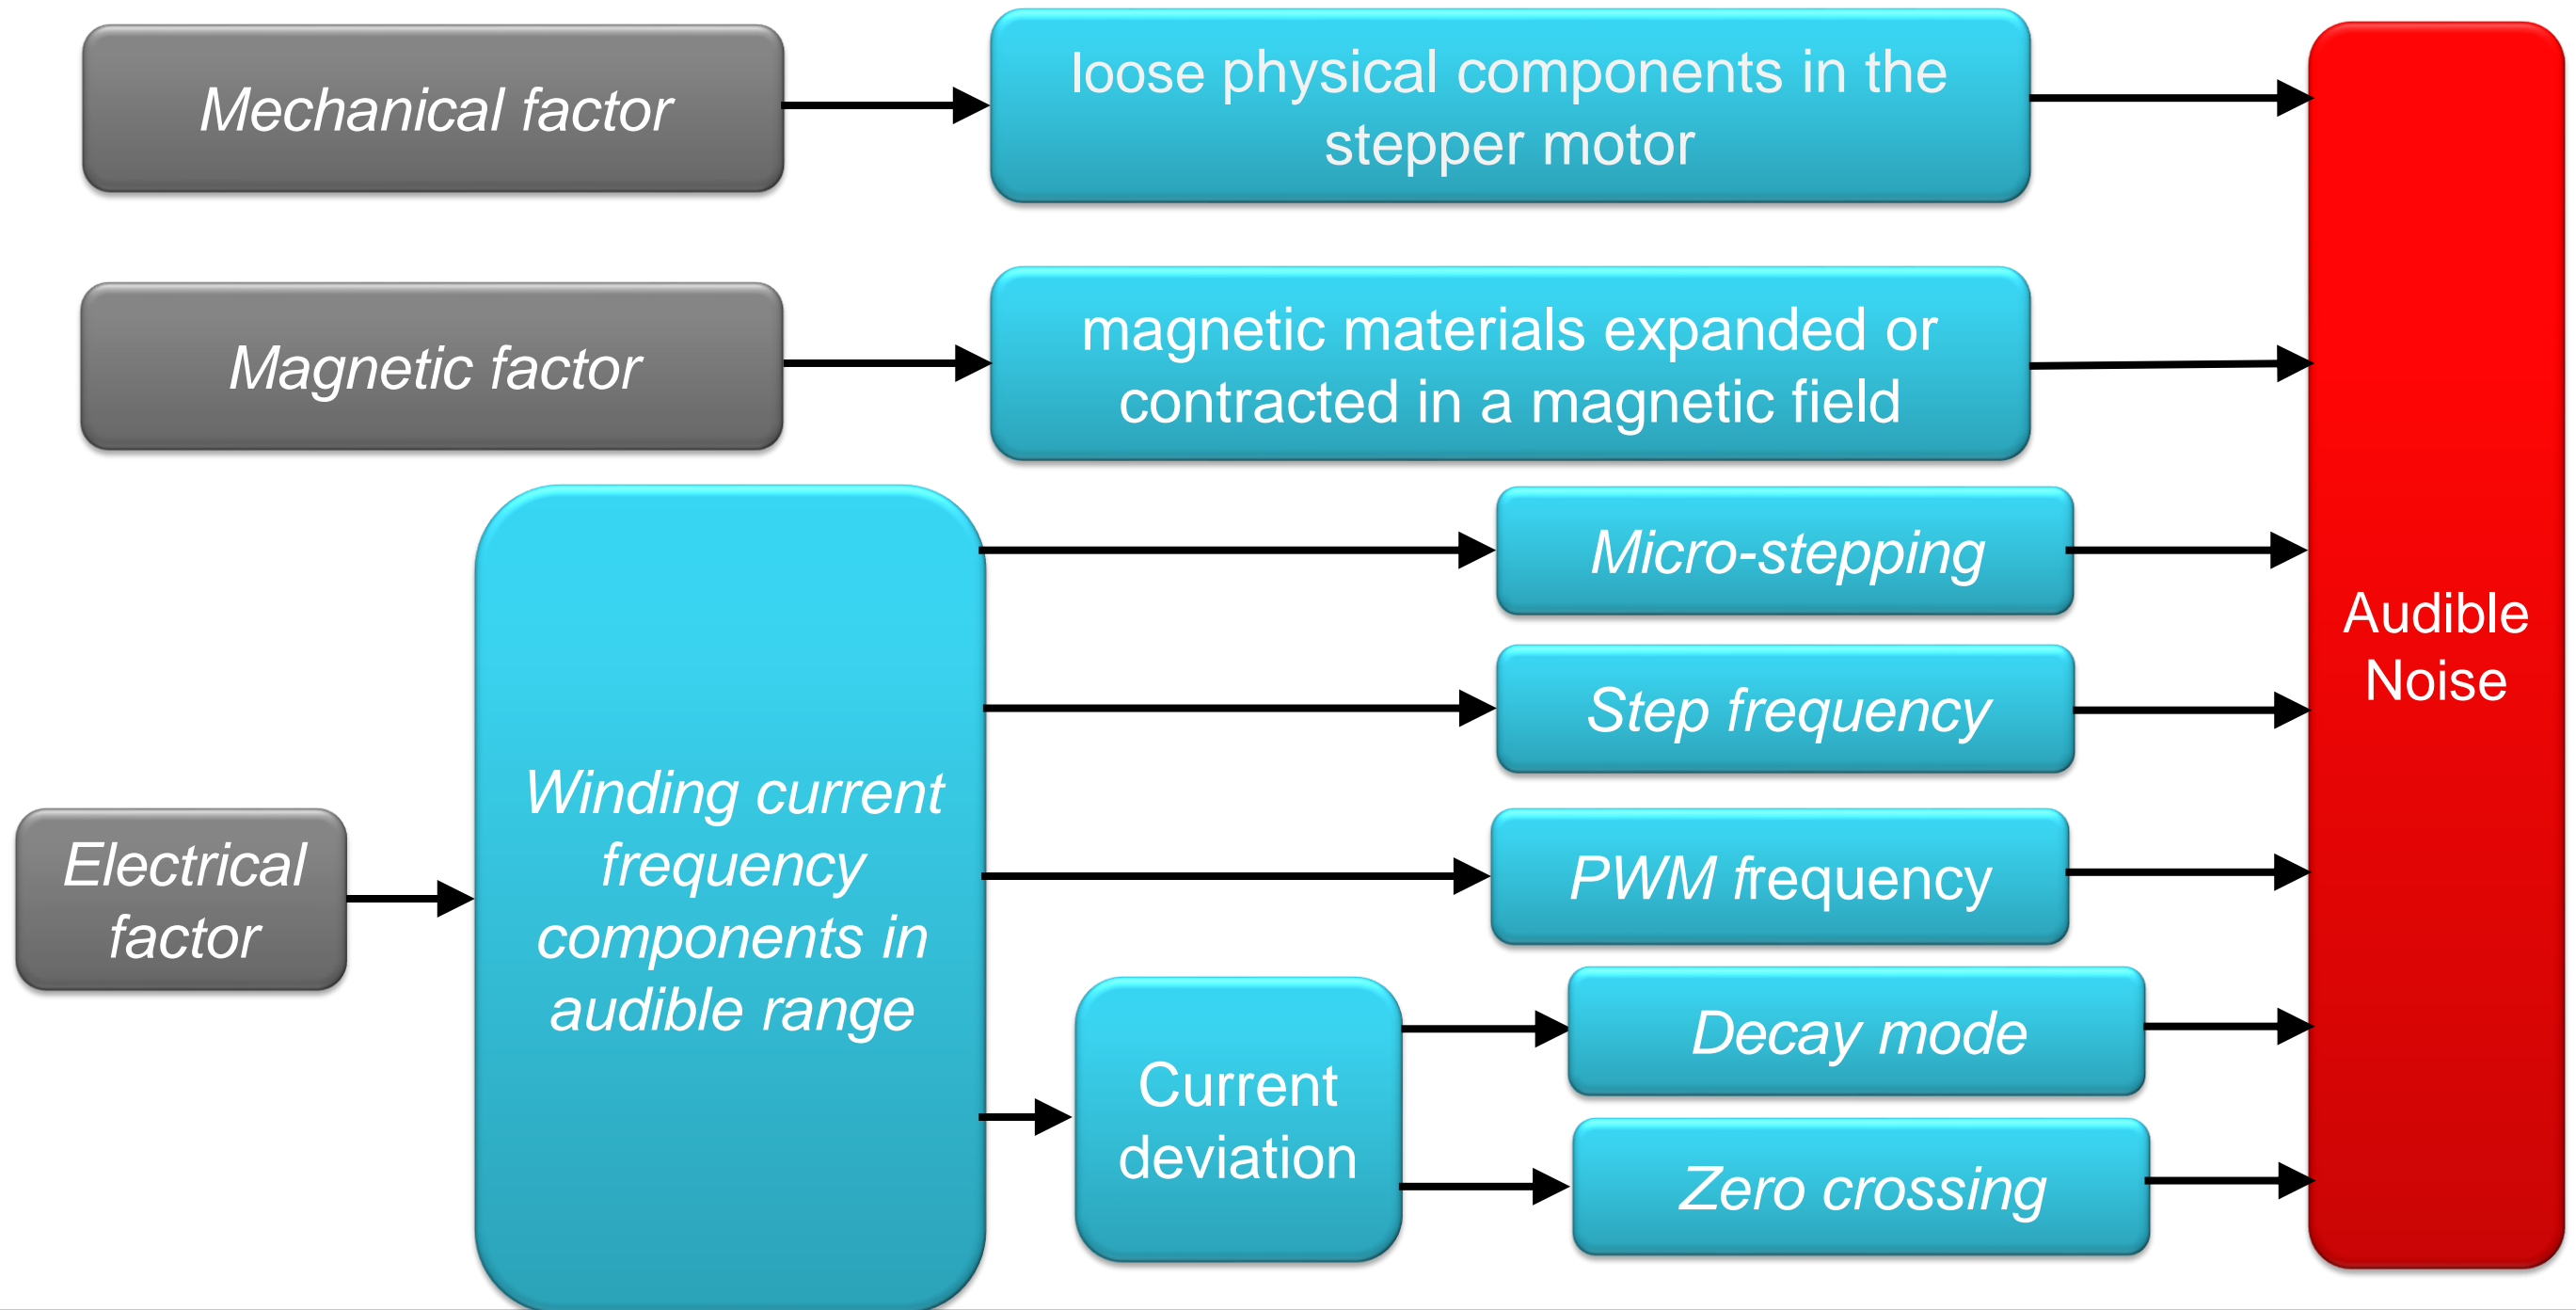 Mechanical factor
loose physical components in the
stepper motor
Magnetic factor
magnetic materials expanded or
contracted in a magnetic field
Electrical
factor
Winding current
frequency
components in
audible range
Micro-stepping
Step frequency
PWM frequency
Current
deviation
Decay mode
Zero crossing
Audible
Noise